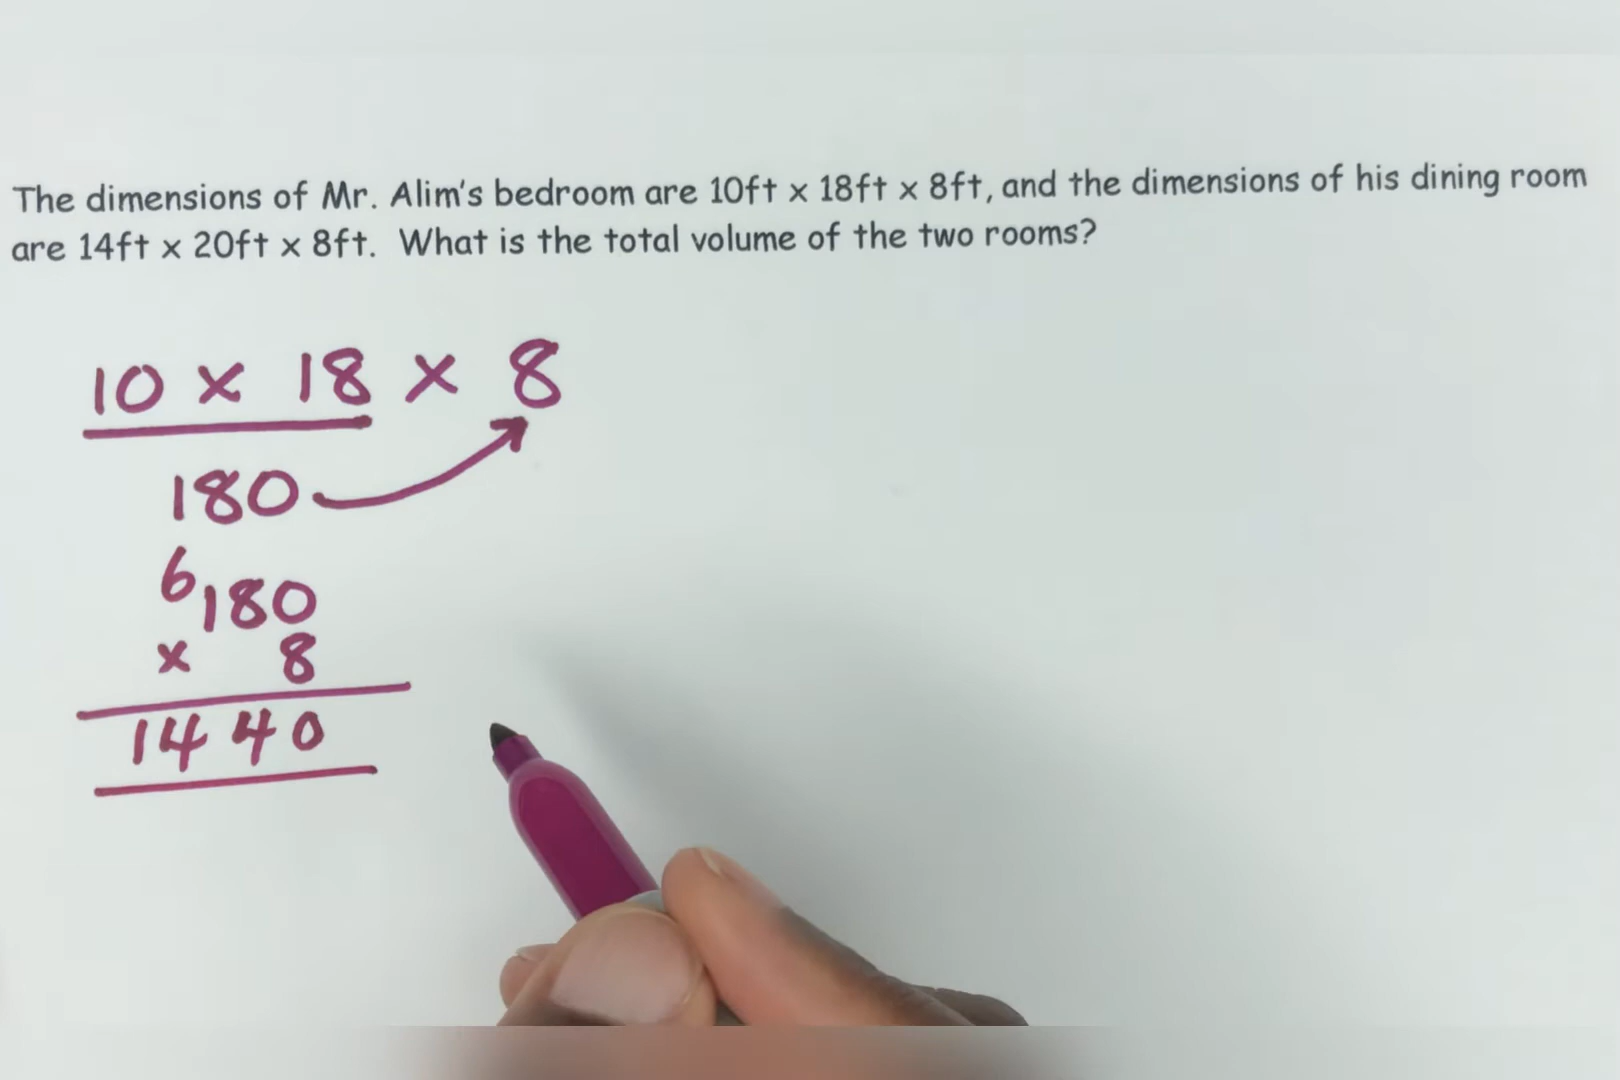 The dimensions of Mr. Alim's bedroom are 10ft x 18ft x 8ft, and the dimensions of his dining room
are 14ft x 20ft x 8ft. What is the total volume of the two rooms?
10 x 18 x 8
180
6
180
x 8
1440